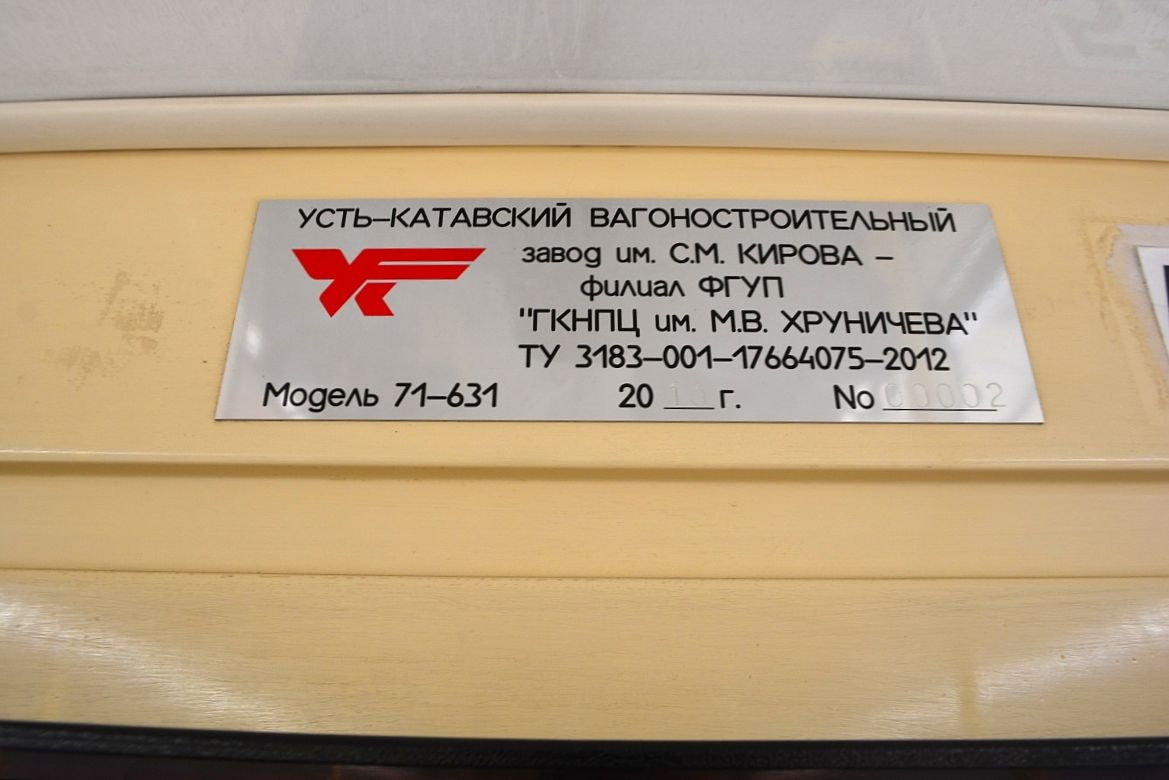 УСТЬ–КАТАВСКИЙ ВАГОНОСТРОИТЕЛЬНЫЙ
завод им. С.М. КИРОВА –
филиал ФГУП
"ГКНПЦ им. М.В. ХРУНИЧЕВА"
ТУ 3183–001–17664075–2012
Модель 71–631 20 г. No 00002